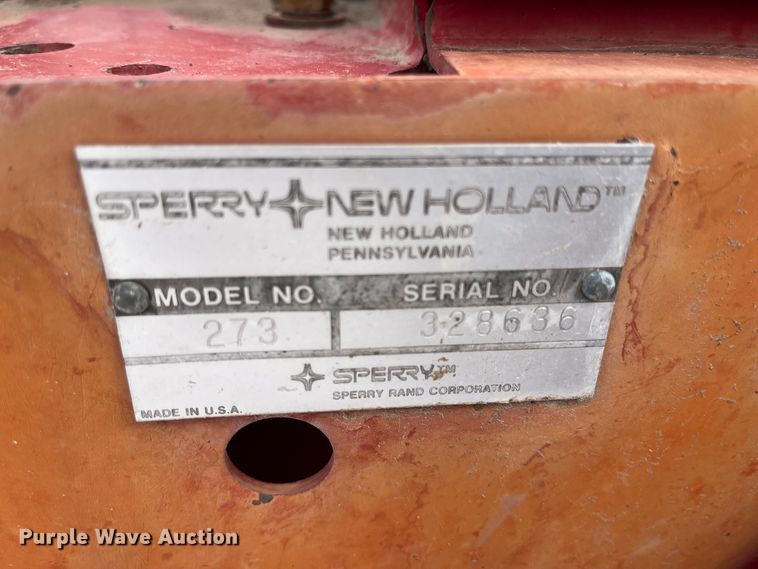 SPERRY NEW HOLLAND™
NEW HOLLAND
PENNSYLVANIA
MODEL NO. SERIAL NO.
273 328636
SPERRY™
SPERRY RAND CORPORATION
MADE IN U.S.A.
Purple Wave Auction